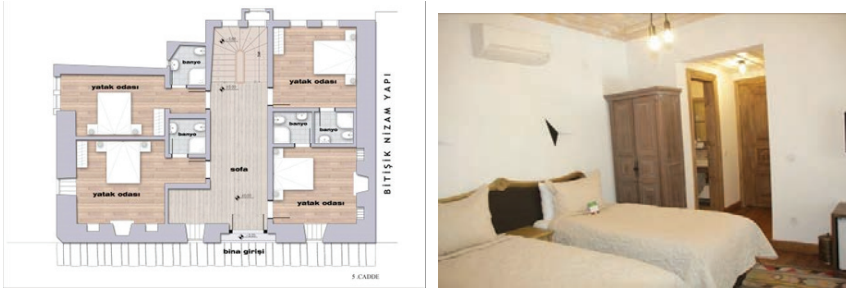 banyo
yatak odası
yatak odası
banyo
banyo
banyo
sofa
yatak odası
yatak odası
bina girişi
BİTİŞİK NİZAM YAPI
5 .CADDE